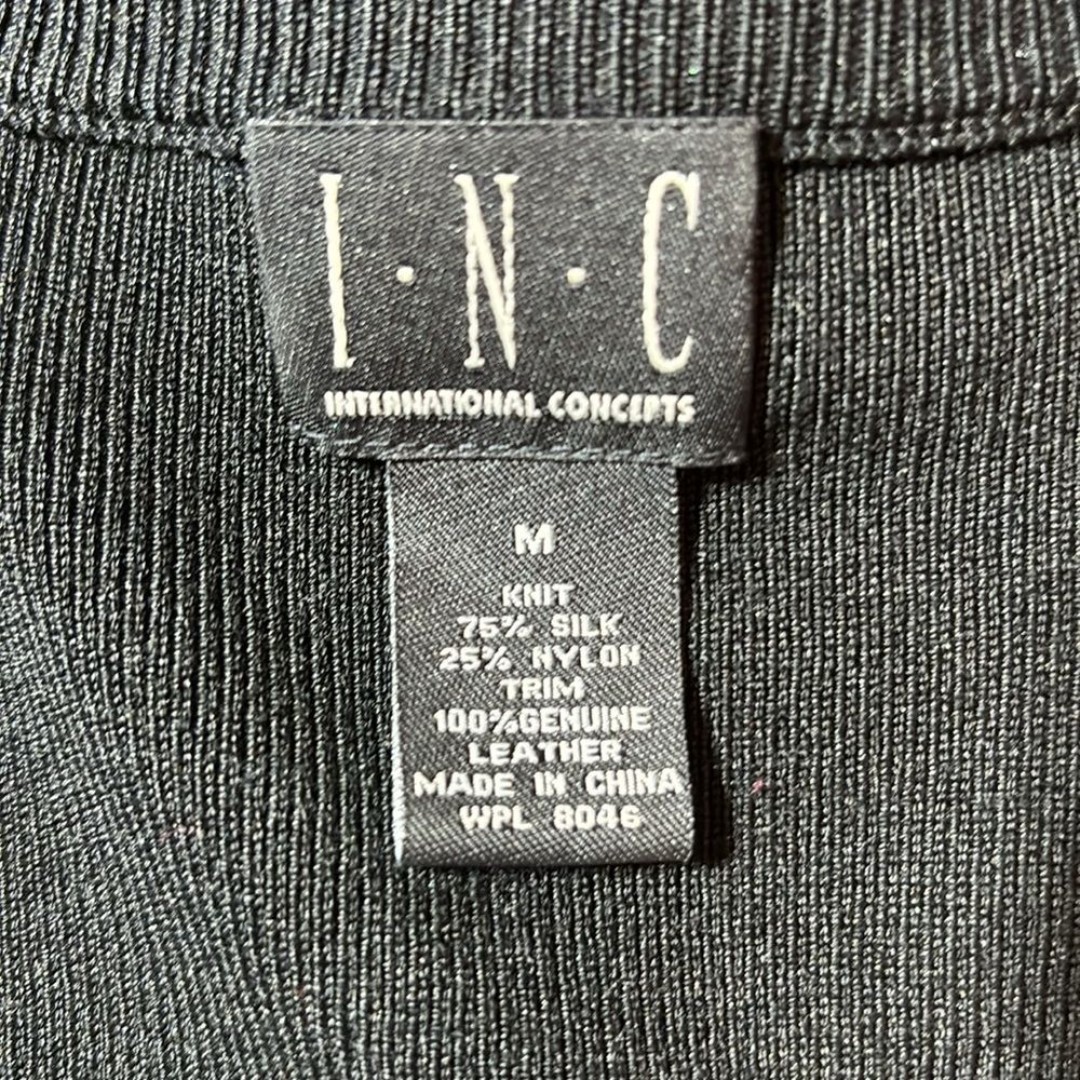 I·N·C
INTERNATIONAL CONCEPTS
M
KNIT
75% SILK
25% NYLON
TRIM
100%GENUINE
LEATHER
MADE IN CHINA
WPL 8046